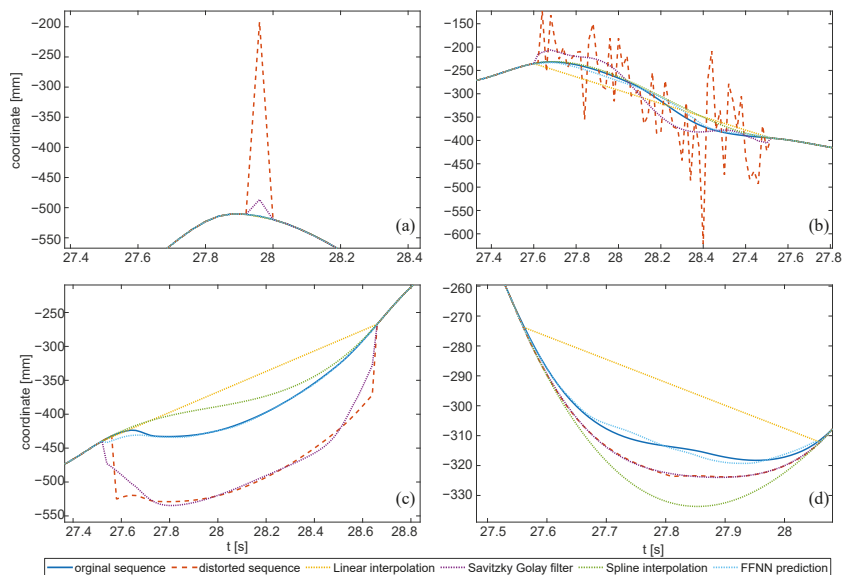 coordinate [mm]
−200
−250
−300
−350
−400
−450
−500
−550
(a)
27.4 27.6 27.8 28 28.2 28.4
−150
−200
−250
−300
−350
−400
−450
−500
−550
−600
(b)
27.4 27.6 27.8 28 28.2 28.4 27.4 27.6 27.8
coordinate [mm]
−250
−300
−350
−400
−450
−500
−550
(c)
27.4 27.6 27.8 28 28.2 28.4 28.6 28.8
t [s]
−260
−270
−280
−290
−300
−310
−320
−330
(d)
27.5 27.6 27.7 27.8 27.9 28
t [s]
orginal sequence distorted sequence Linear interpolation Savitzky Golay filter Spline interpolation FFNN prediction